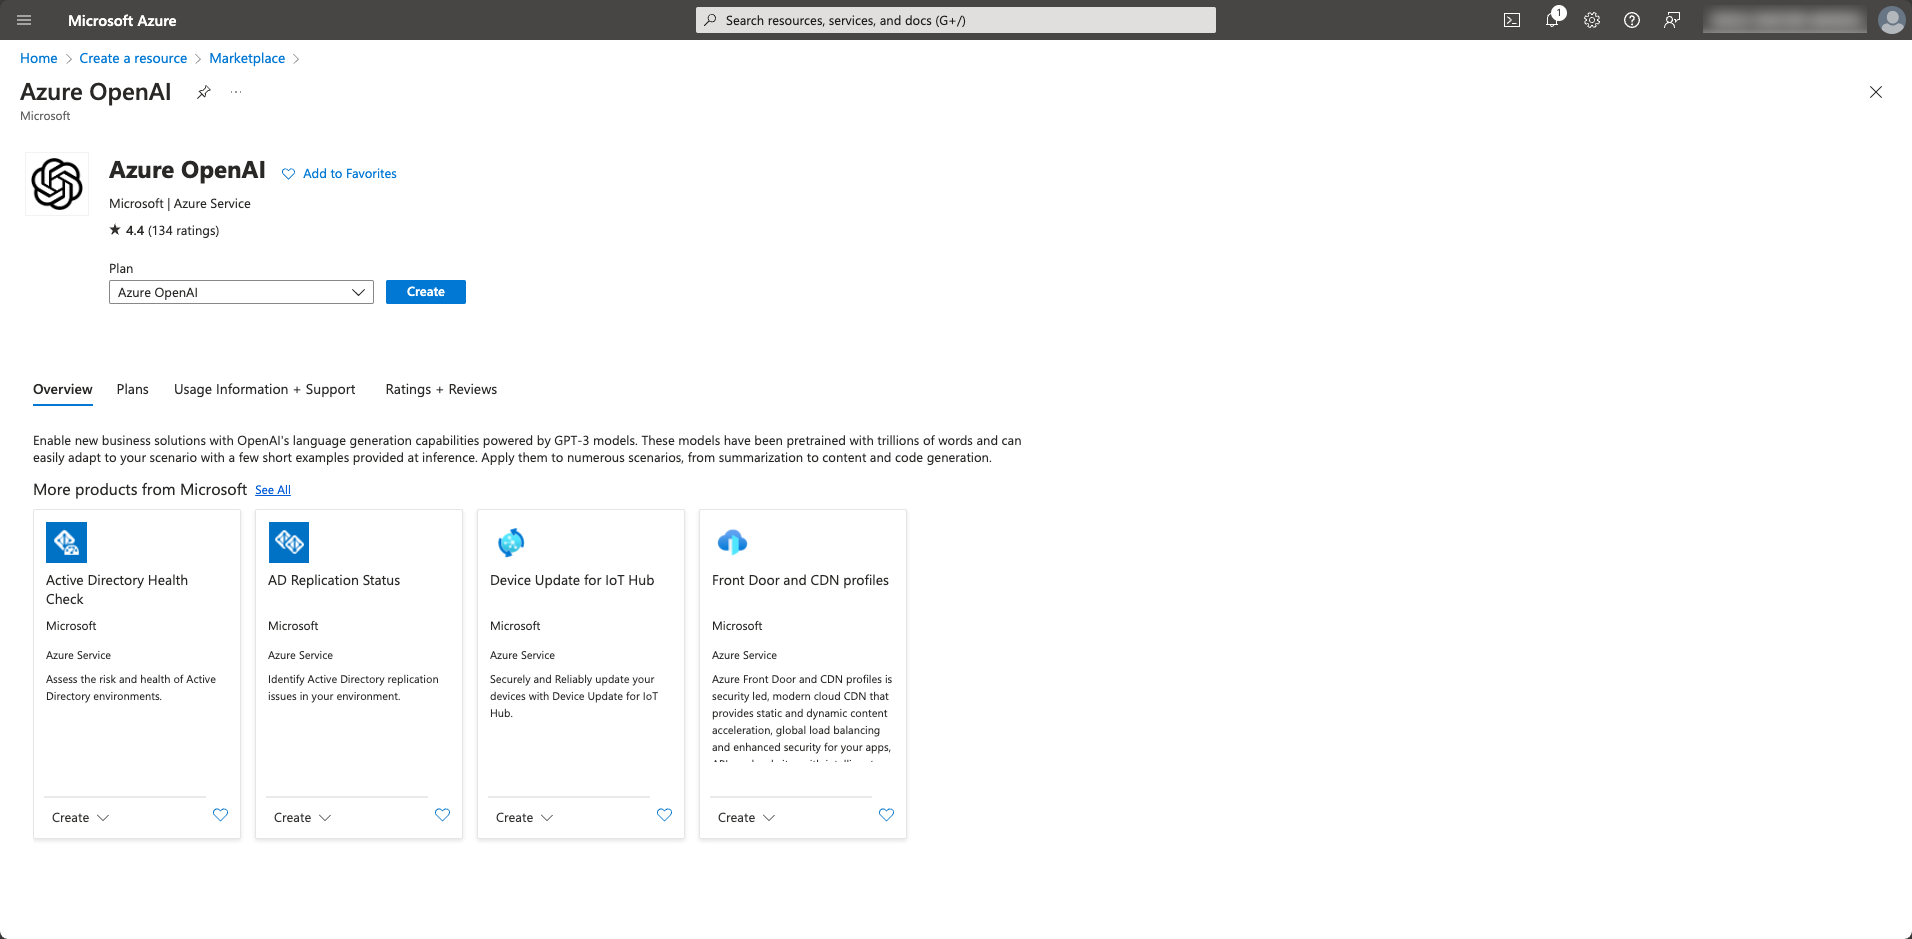 Microsoft Azure
Search resources, services, and docs (G+/)
1
Home > Create a resource > Marketplace >
Azure OpenAI
Microsoft
Azure OpenAI
Add to Favorites
Microsoft | Azure Service
★ 4.4 (134 ratings)
Plan
Azure OpenAI
Create
Overview
Plans
Usage Information + Support
Ratings + Reviews
Enable new business solutions with OpenAI's language generation capabilities powered by GPT-3 models. These models have been pretrained with trillions of words and can
easily adapt to your scenario with a few short examples provided at inference. Apply them to numerous scenarios, from summarization to content and code generation.
More products from Microsoft See All
Active Directory Health
Check
Microsoft
Azure Service
Assess the risk and health of Active
Directory environments.
Create
AD Replication Status
Microsoft
Azure Service
Identify Active Directory replication
issues in your environment.
Create
Device Update for IoT Hub
Microsoft
Azure Service
Securely and Reliably update your
devices with Device Update for IoT
Hub.
Create
Front Door and CDN profiles
Microsoft
Azure Service
Azure Front Door and CDN profiles is
security led, modern cloud CDN that
provides static and dynamic content
acceleration, global load balancing
and enhanced security for your apps,
Create